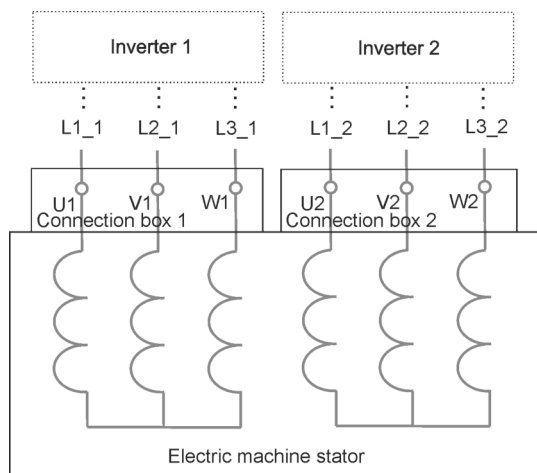 Inverter 1 Inverter 2
L1_1 L2_1 L3_1 L1_2 L2_2 L3_2
U1 V1 W1 U2 V2 W2
Connection box 1 Connection box 2
Electric machine stator